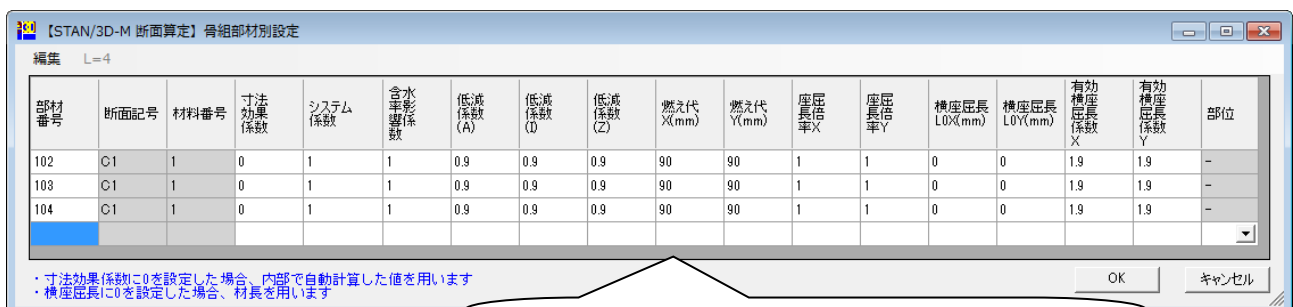 【STAN/3D-M 断面算定】骨組部材別設定
編集 L=4
部材番号 断面記号 材料番号 寸法効果係数 システム係数 含水率影響係数 低減係数(A) 低減係数(I) 低減係数(Z) 燃え代X(mm) 燃え代Y(mm) 座屈長倍率X 座屈長倍率Y 横座屈長L0X(mm) 横座屈長L0Y(mm) 有効横座屈長係数X 有効横座屈長係数Y 部位
102 C1 1 0 1 1 0.9 0.9 0.9 90 90 1 1 0 0 1.9 1.9 -
103 C1 1 0 1 1 0.9 0.9 0.9 90 90 1 1 0 0 1.9 1.9 -
104 C1 1 0 1 1 0.9 0.9 0.9 90 90 1 1 0 0 1.9 1.9 -
・寸法効果係数に0を設定した場合、内部で自動計算した値を用います
・横座屈長に0を設定した場合、材長を用います
OK キャンセル